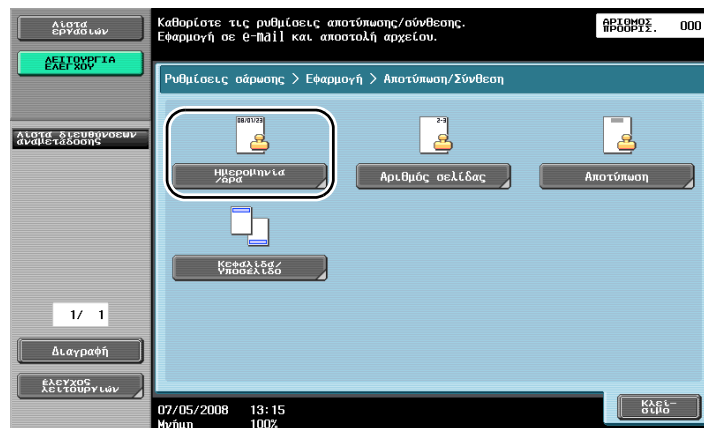 Λίστα
εργασιών
ΛΕΙΤΟΥΡΓΙΑ
ΕΛΕΓΧΟΥ
Λίστα διευθύνσεων
αναμετάδοσης
1/ 1
Διαγραφή
έλεγχος
λειτουργιών
Καθορίστε τις ρυθμίσεις αποτύπωσης/σύνθεσης.
Εφαρμογή σε e-mail και αποστολή αρχείου.
ΑΡΙΘΜΟΣ
ΠΡΟΟΡΙΣ. 000
Ρυθμίσεις σάρωσης > Εφαρμογή > Αποτύπωση/Σύνθεση
08/01/23
2-3
Ημερομηνία
/ώρα
Αριθμός σελίδας
Αποτύπωση
Κεφαλίδα/
Υποσέλιδο
07/05/2008 13:15
Μνήμη 100%
Κλεί-
σιμο